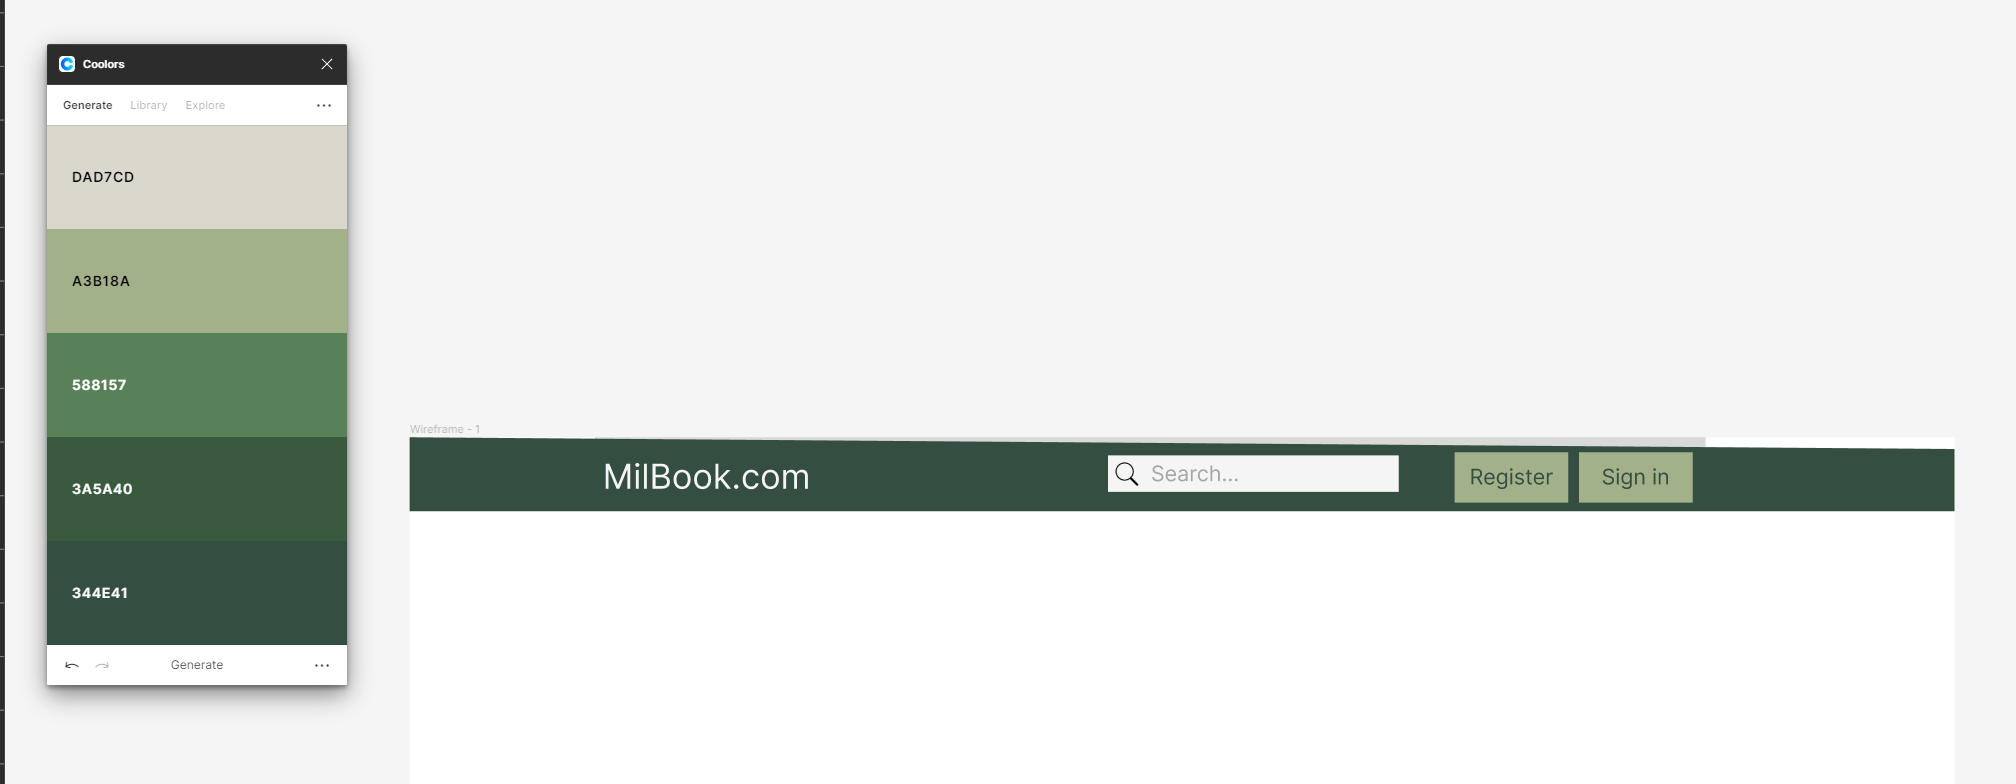 Coolors
Generate Library Explore
DAD7CD
A3B18A
588157
3A5A40
344E41
Generate
Wireframe - 1
MilBook.com
Search...
Register
Sign in